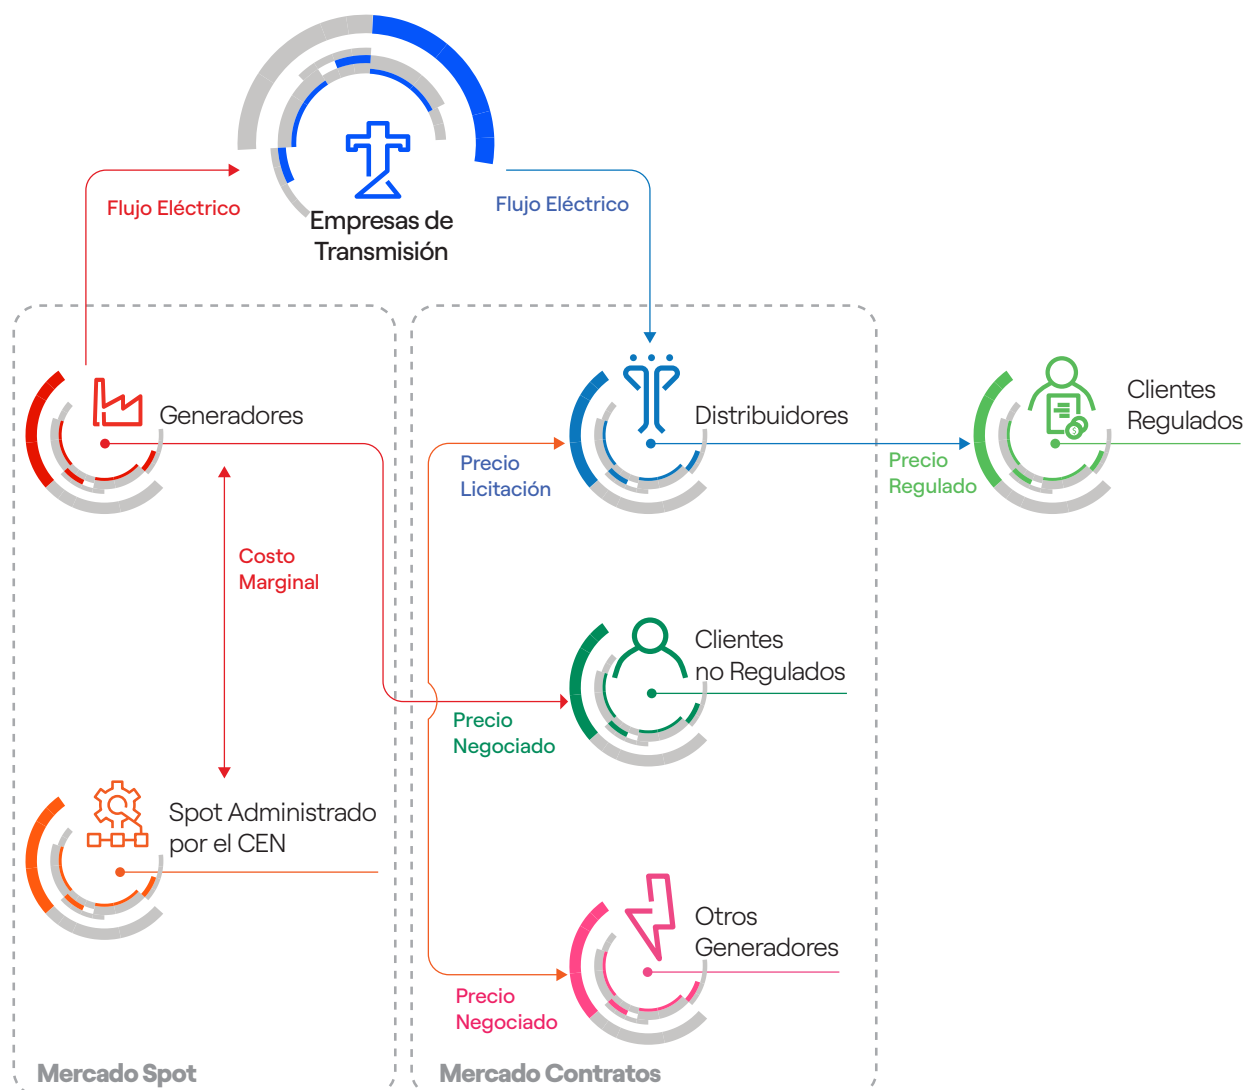 Flujo Eléctrico
Flujo Eléctrico
Empresas de
Transmisión
Generadores
Distribuidores
Clientes
Regulados
Precio
Licitación
Precio
Regulado
Costo
Marginal
Clientes
no Regulados
Precio
Negociado
Spot Administrado
por el CEN
Otros
Generadores
Precio
Negociado
Mercado Spot
Mercado Contratos